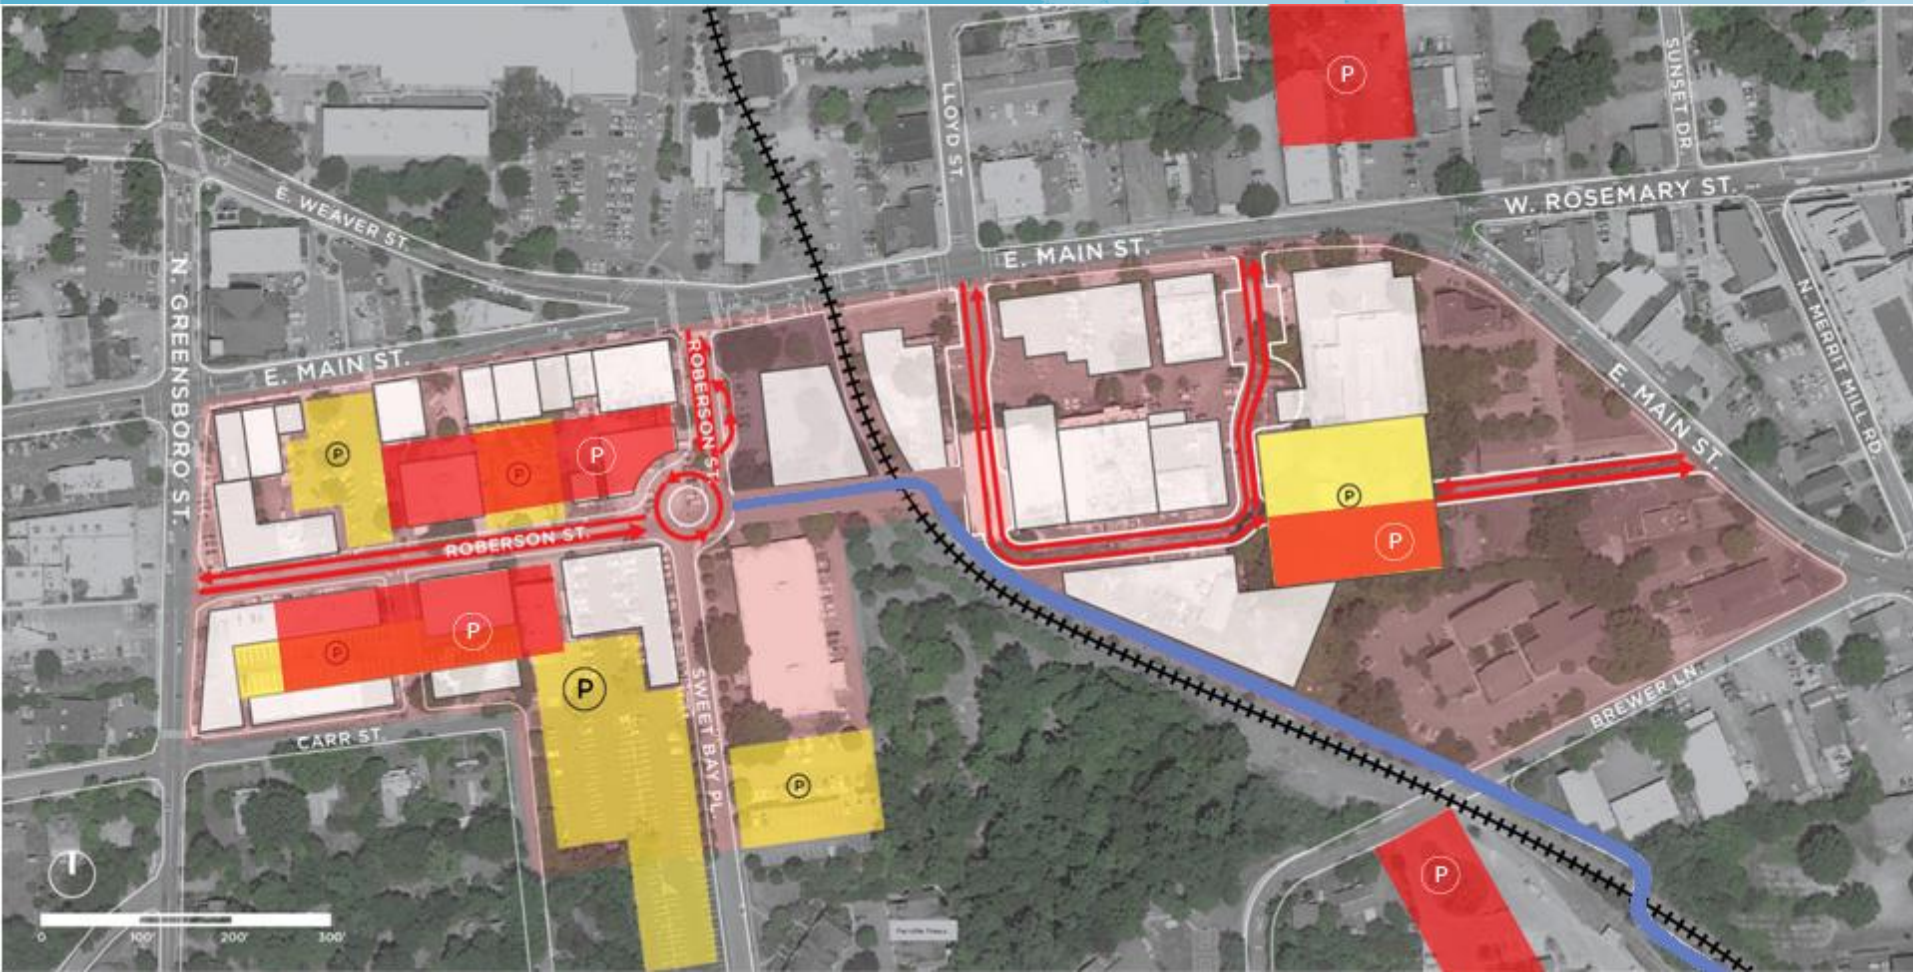 P
SUNSET DR.
LLOYD ST.
W. ROSEMARY ST.
E. WEAVER ST.
E. MAIN ST.
N. GREENSBORO ST.
N. MERRITT MILL RD
E. MAIN ST.
ROBERSON ST.
E. MAIN ST.
P
P
P
P
P
ROBERSON ST.
P
P
P
SWEET BAY PL.
BREWER LN.
CARR ST.
P
P
0 100' 200' 300'